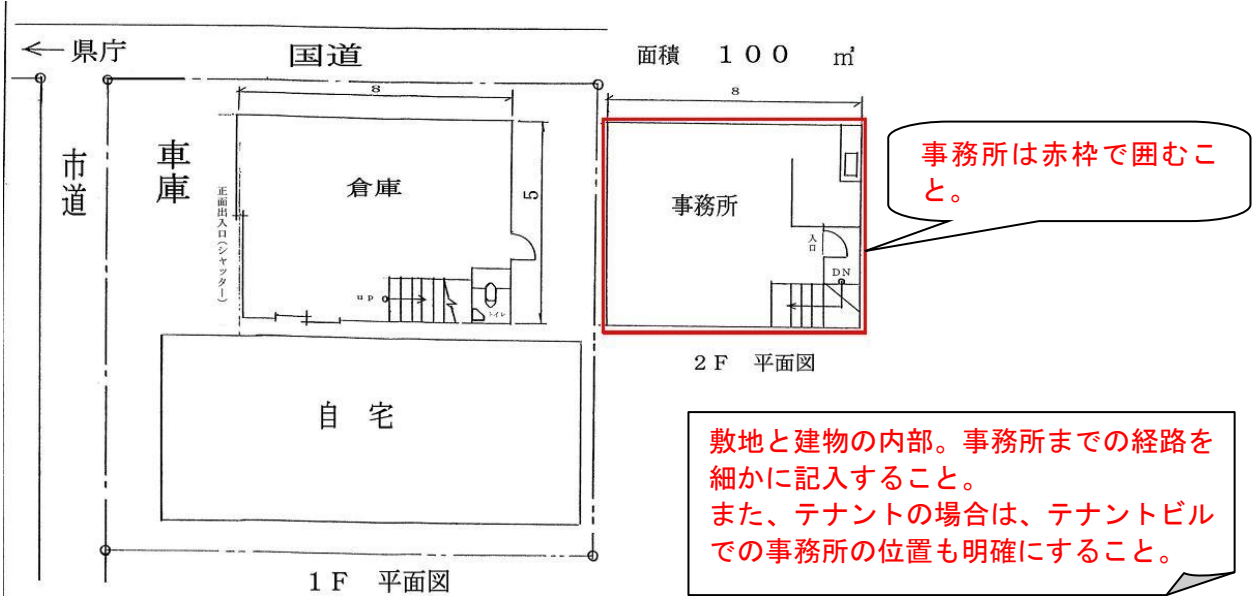 ←県庁
国道
面積 100 ㎡
市道
車庫
8
正面出入口(シャッター)
倉庫
5
up
トイレ
8
事務所
入口
DN
事務所は赤枠で囲むこ
と。
2F 平面図
自宅
敷地と建物の内部。事務所までの経路を
細かに記入すること。
また、テナントの場合は、テナントビル
での事務所の位置も明確にすること。
1F 平面図